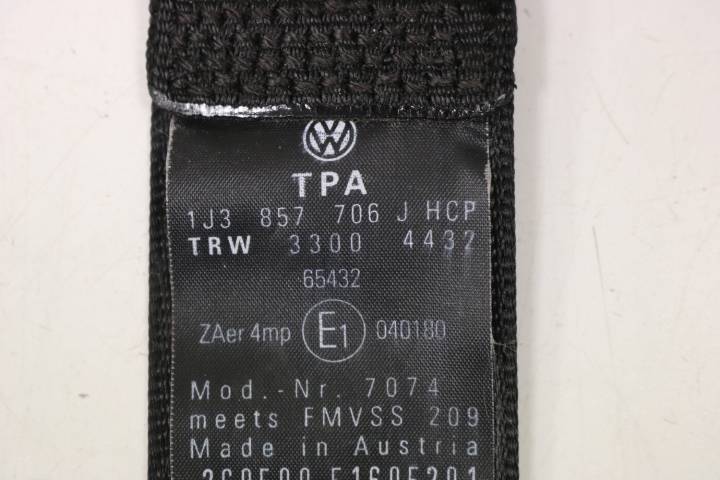 TPA
1J3 857 706 J HCP
TRW 3300 4432
65432
ZAer 4mp E1 040180
Mod.-Nr. 7074
meets FMVSS 209
Made in Austria